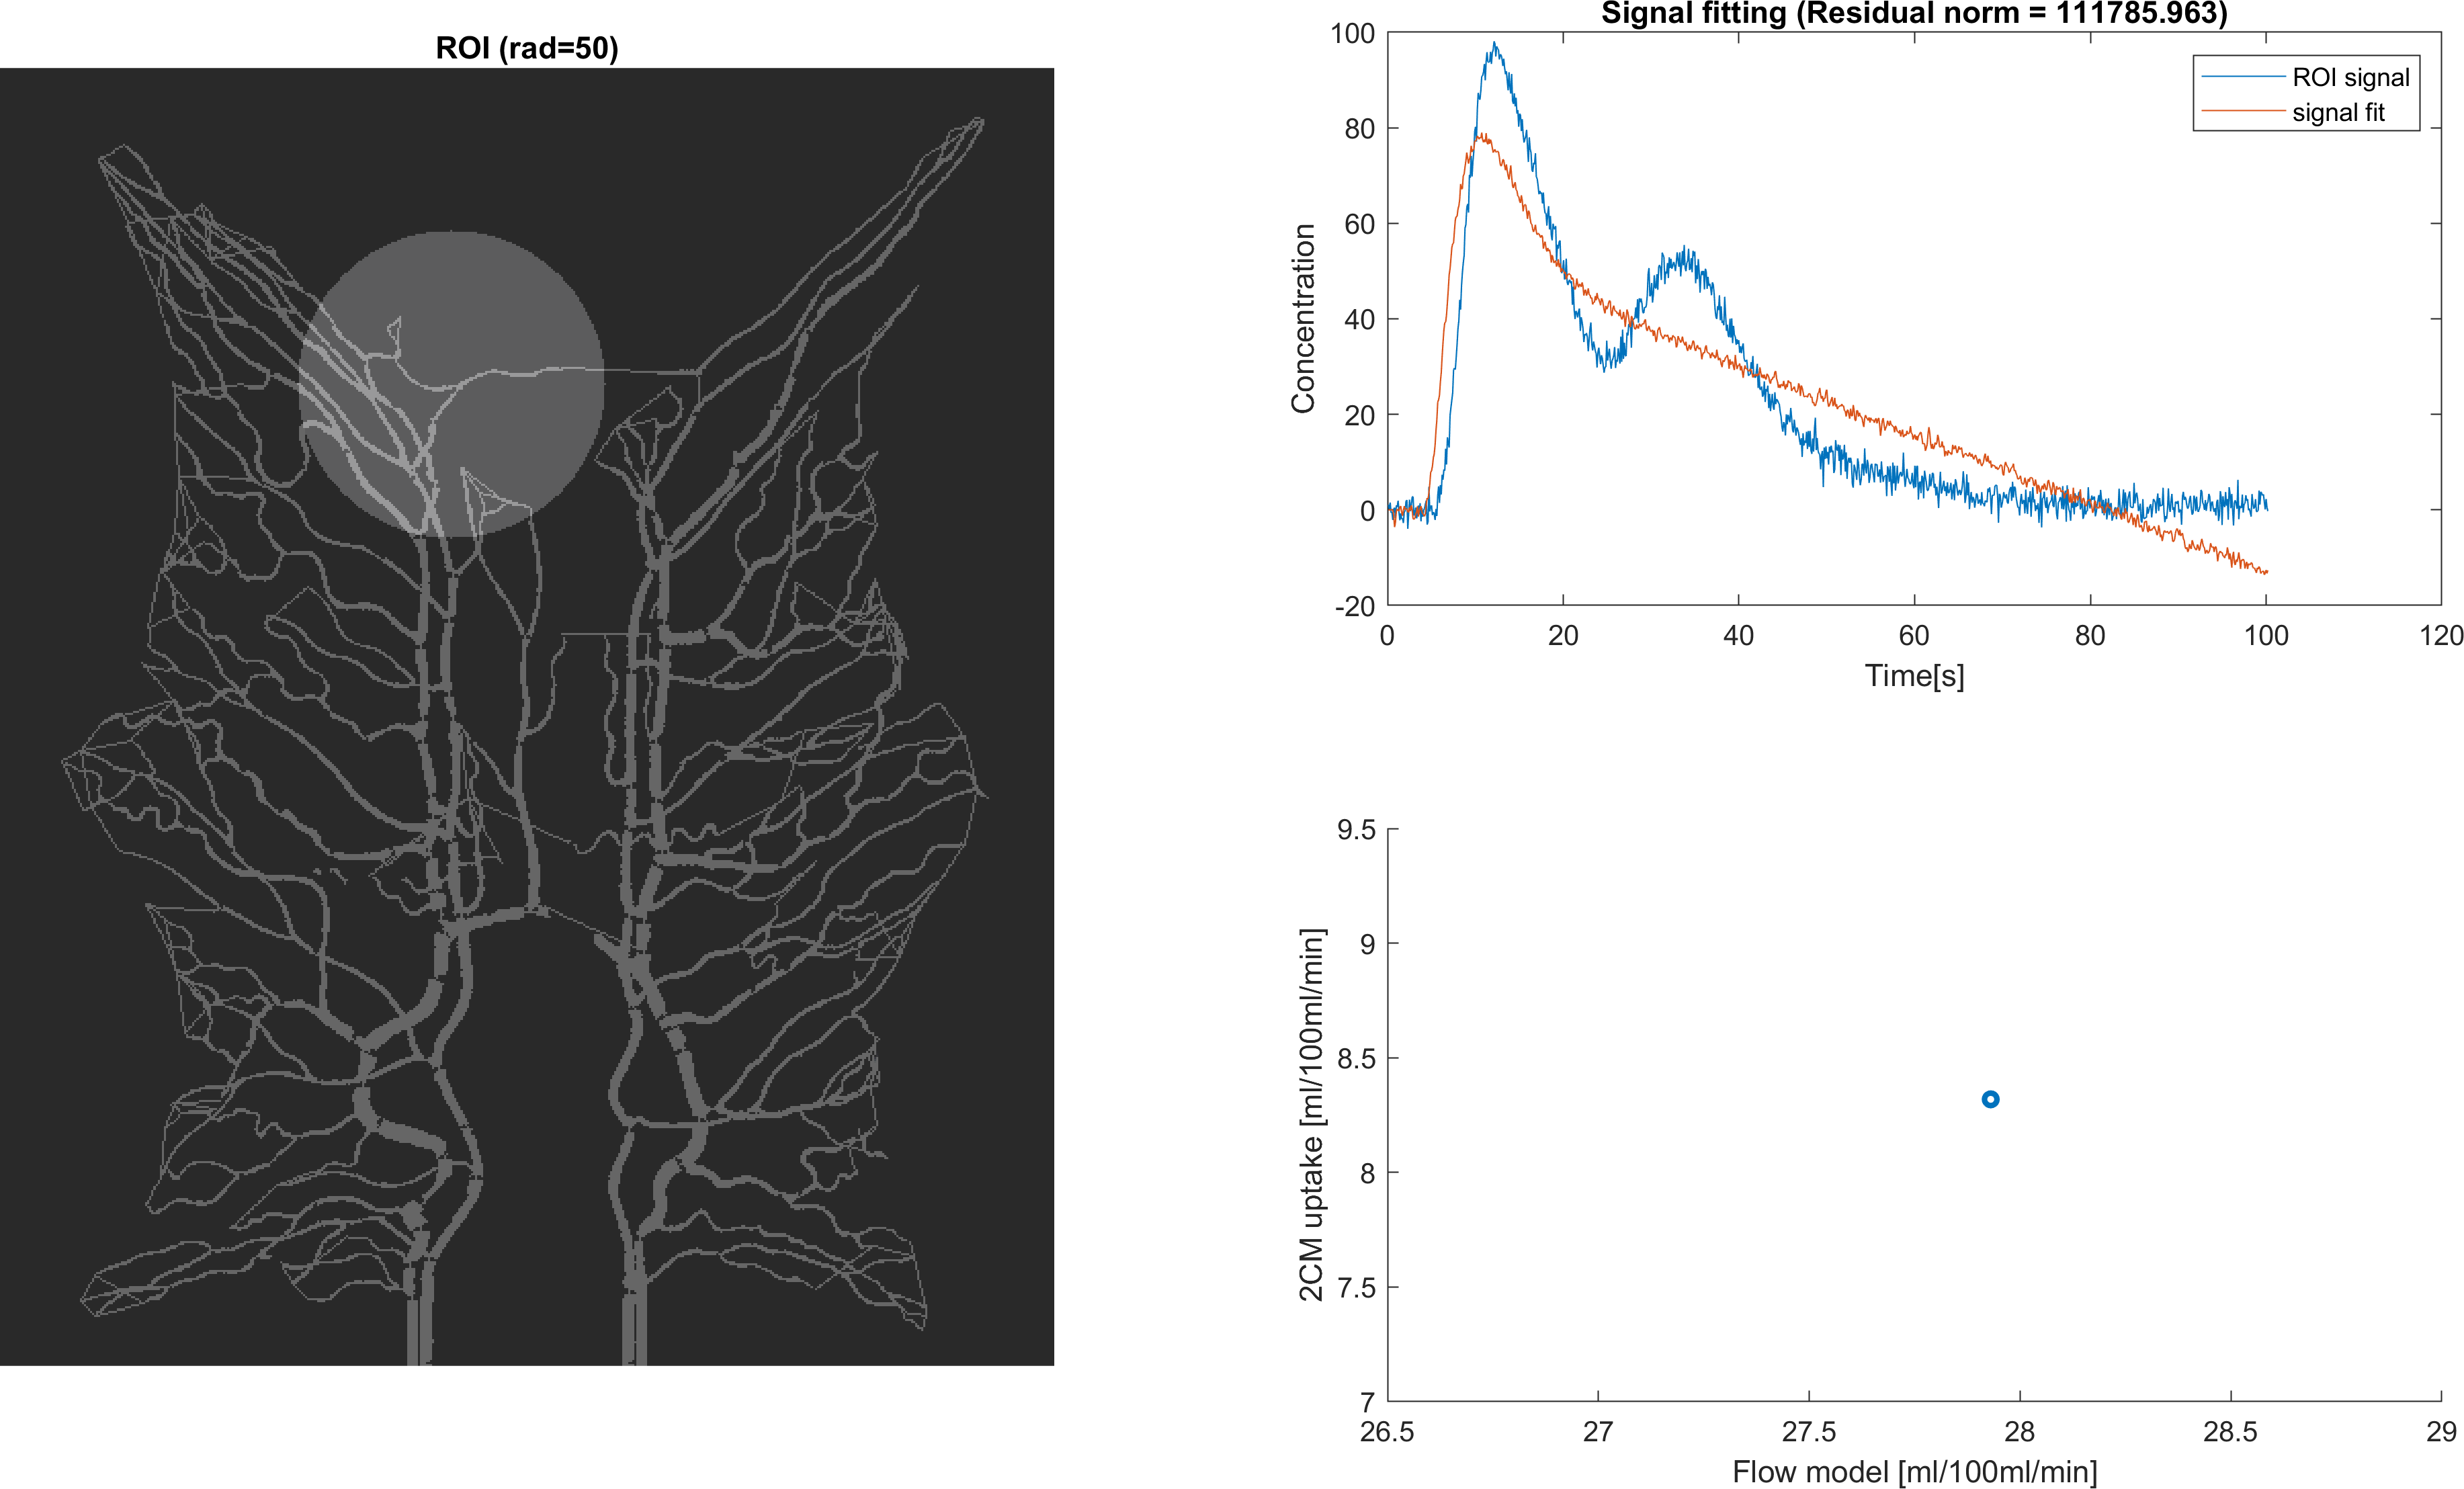 ROI (rad=50)
Signal fitting (Residual norm = 111785.963)
100
80
60
40
20
0
-20
Concentration
ROI signal
signal fit
0 20 40 60 80 100 120
Time[s]
9.5
9
8.5
8
7.5
7
2CM uptake [ml/100ml/min]
26.5 27 27.5 28 28.5 29
Flow model [ml/100ml/min]